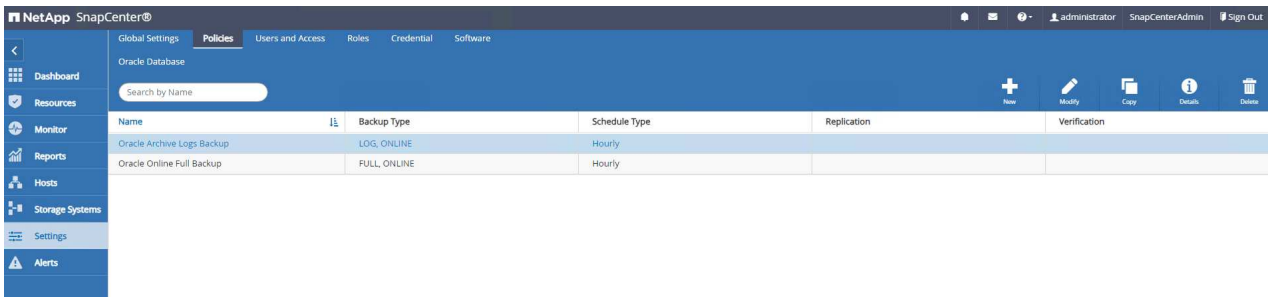 NetApp SnapCenter®
administrator SnapCenterAdmin Sign Out
Global Settings Policies Users and Access Roles Credential Software
Oracle Database
Search by Name
New Modify Copy Details Delete
Dashboard
Resources
Monitor
Reports
Hosts
Storage Systems
Settings
Alerts
Name Backup Type Schedule Type Replication Verification
Oracle Archive Logs Backup LOG, ONLINE Hourly
Oracle Online Full Backup FULL, ONLINE Hourly